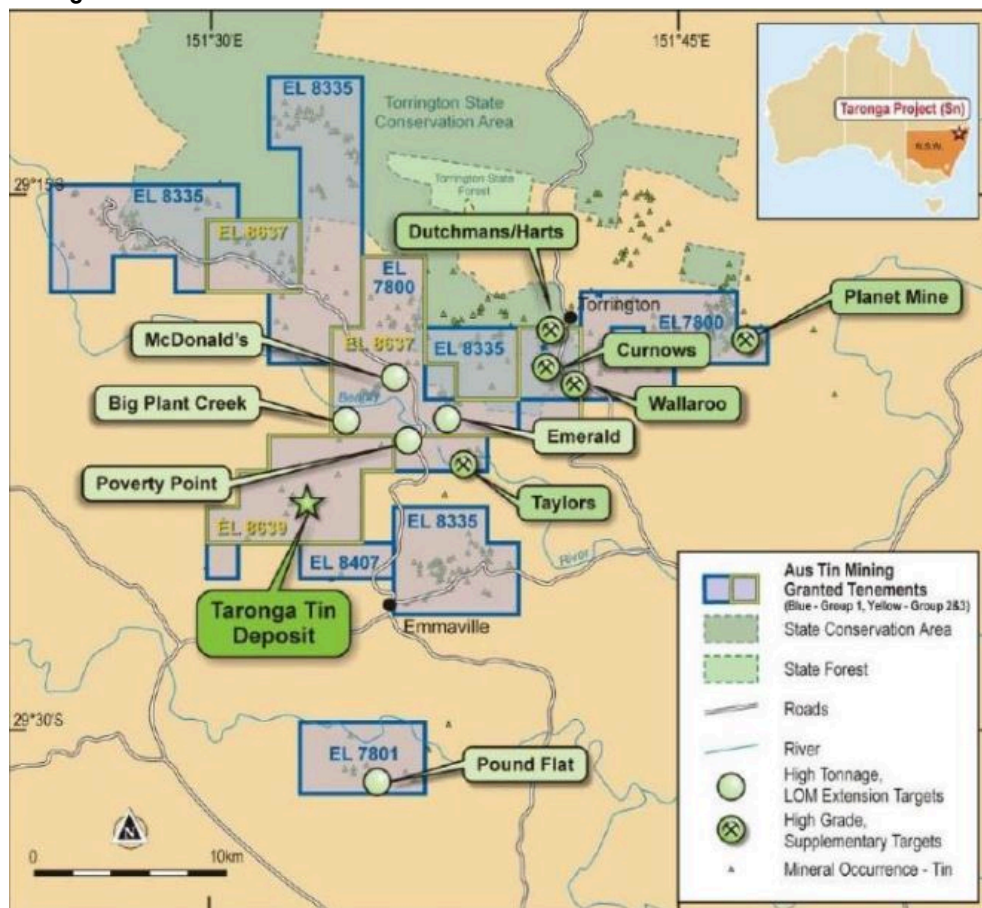 151°30'E
151°45'E
EL 8335
Torrington State
Conservation Area
Taronga Project (Sn)
N.S.W.
29°15'S
Torrington State
Forest
EL 8335
EL 8637
Dutchmans/Harts
EL
7800
Torrington
EL7800
Planet Mine
McDonald's
EL 8637
EL 8335
Curnows
Big Plant Creek
Wallaroo
Emerald
Poverty Point
Taylors
EL 8639
EL 8335
River
EL 8407
Taronga Tin
Deposit
Emmaville
29°30'S
EL 7801
Pound Flat
N
0
10km
Aus Tin Mining
Granted Tenements
(Blue - Group 1, Yellow - Group 2&3)
State Conservation Area
State Forest
Roads
River
High Tonnage,
LOM Extension Targets
High Grade,
Supplementary Targets
Mineral Occurrence - Tin